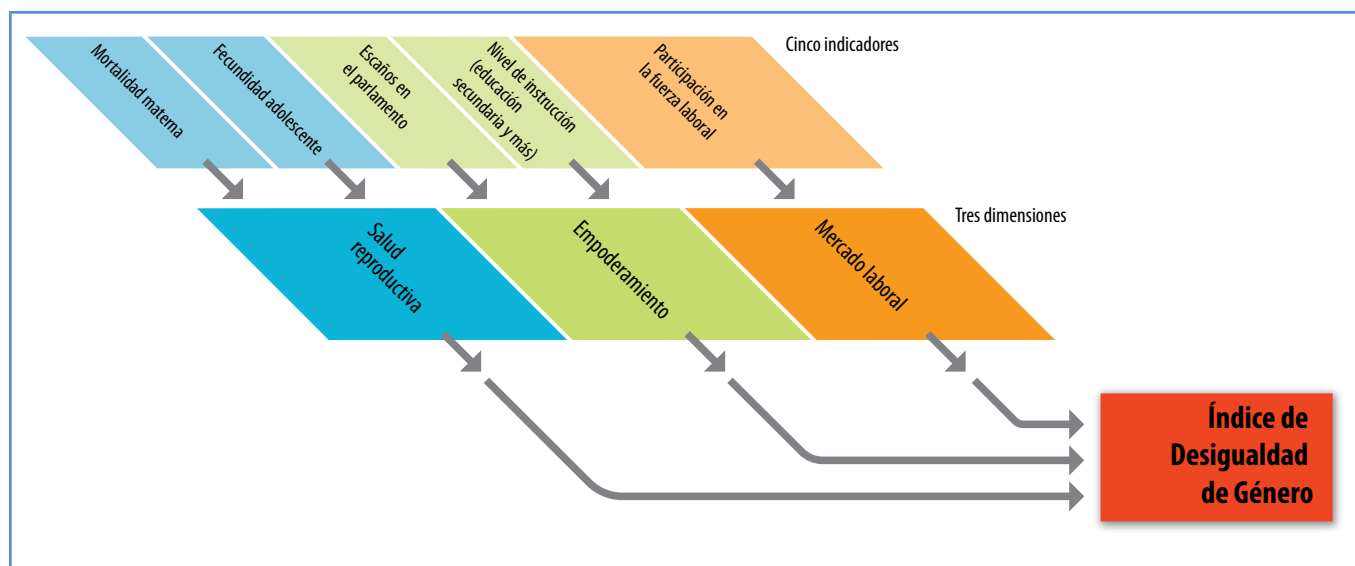 Mortalidad materna
Fecundidad adolescente
Escaños en
el parlamento
Nivel de instrucción
(educación
secundaria y más)
Participación en
la fuerza laboral
Cinco indicadores
Salud
reproductiva
Empoderamiento
Mercado laboral
Tres dimensiones
Índice de
Desigualdad
de Género